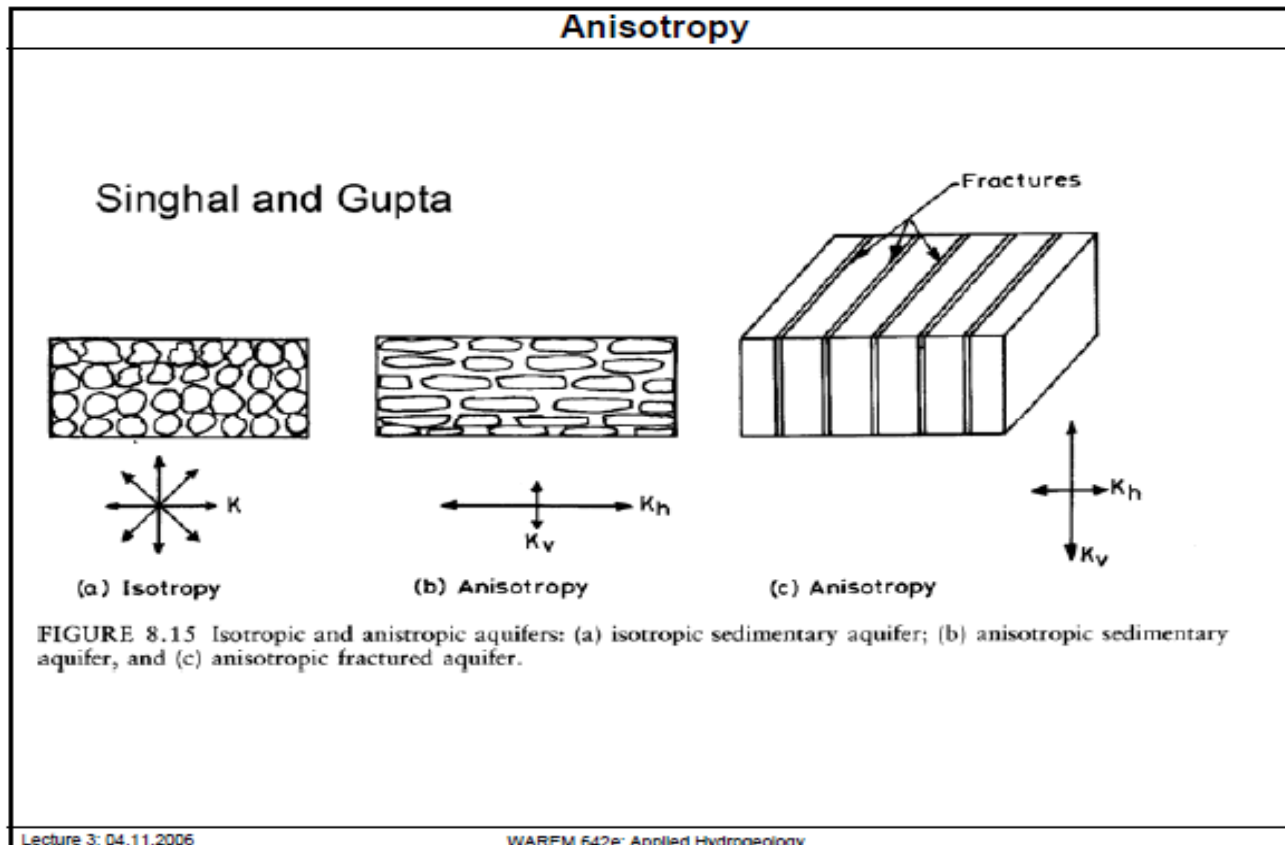 Anisotropy
Singhal and Gupta
Fractures
K
Kh
Kv
Kh
Kv
(a) Isotropy
(b) Anisotropy
(c) Anisotropy
FIGURE 8.15 Isotropic and anistropic aquifers: (a) isotropic sedimentary aquifer; (b) anisotropic sedimentary
aquifer, and (c) anisotropic fractured aquifer.
Lecture 3: 04.11.2006
WAREM 642e: Applied Hydrogeology